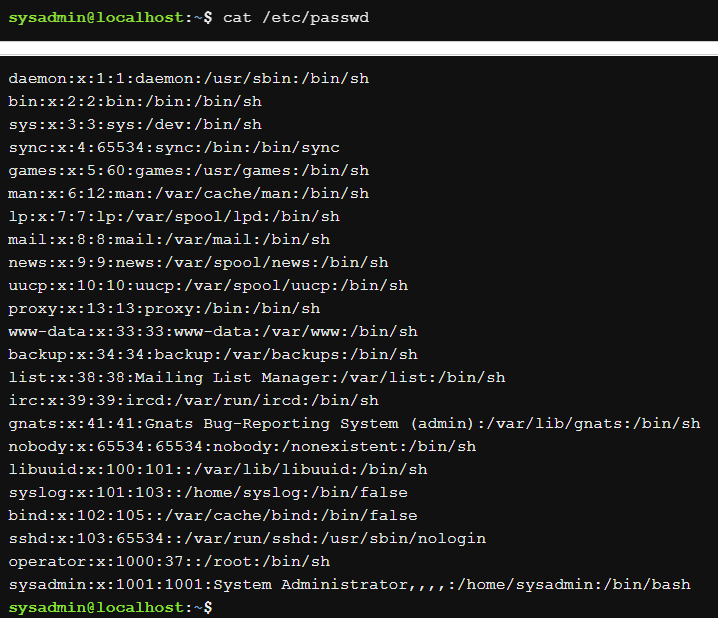 sysadmin@localhost:~$ cat /etc/passwd
daemon:x:1:1:daemon:/usr/sbin:/bin/sh
bin:x:2:2:bin:/bin:/bin/sh
sys:x:3:3:sys:/dev:/bin/sh
sync:x:4:65534:sync:/bin:/bin/sync
games:x:5:60:games:/usr/games:/bin/sh
man:x:6:12:man:/var/cache/man:/bin/sh
lp:x:7:7:lp:/var/spool/lpd:/bin/sh
mail:x:8:8:mail:/var/mail:/bin/sh
news:x:9:9:news:/var/spool/news:/bin/sh
uucp:x:10:10:uucp:/var/spool/uucp:/bin/sh
proxy:x:13:13:proxy:/bin:/bin/sh
www-data:x:33:33:www-data:/var/www:/bin/sh
backup:x:34:34:backup:/var/backups:/bin/sh
list:x:38:38:Mailing List Manager:/var/list:/bin/sh
irc:x:39:39:ircd:/var/run/ircd:/bin/sh
gnats:x:41:41:Gnats Bug-Reporting System (admin):/var/lib/gnats:/bin/sh
nobody:x:65534:65534:nobody:/nonexistent:/bin/sh
libuuid:x:100:101::/var/lib/libuuid:/bin/sh
syslog:x:101:103::/home/syslog:/bin/false
bind:x:102:105::/var/cache/bind:/bin/false
sshd:x:103:65534::/var/run/sshd:/usr/sbin/nologin
operator:x:1000:37::/root:/bin/sh
sysadmin:x:1001:1001:System Administrator,,,,:/home/sysadmin:/bin/bash
sysadmin@localhost:~$